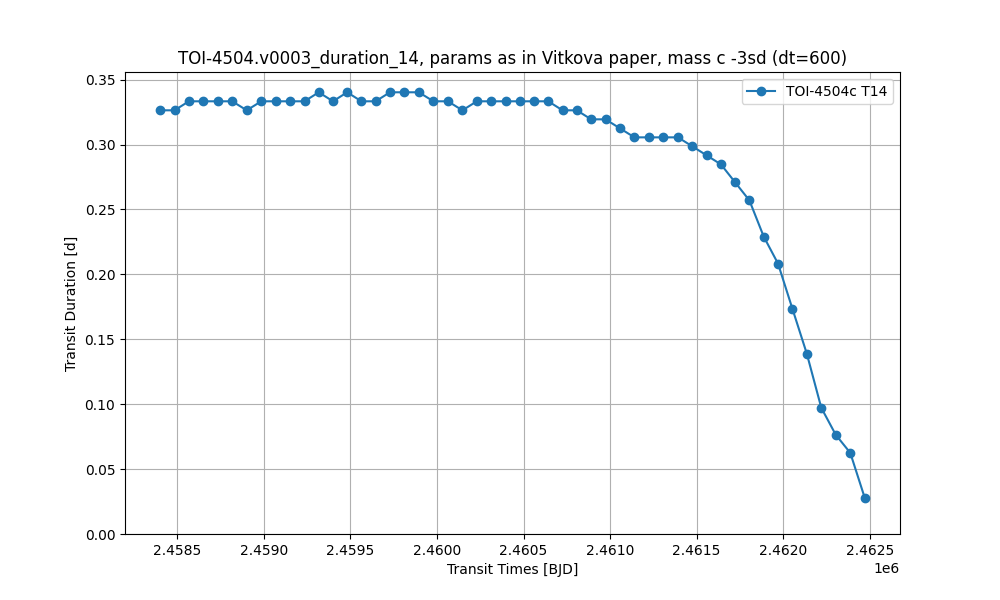 TOI-4504.v0003_duration_14, params as in Vitkova paper, mass c -3sd (dt=600)
TOI-4504c T14
Transit Duration [d]
0.35
0.30
0.25
0.20
0.15
0.10
0.05
0.00
2.4585 2.4590 2.4595 2.4600 2.4605 2.4610 2.4615 2.4620 2.4625
1e6
Transit Times [BJD]